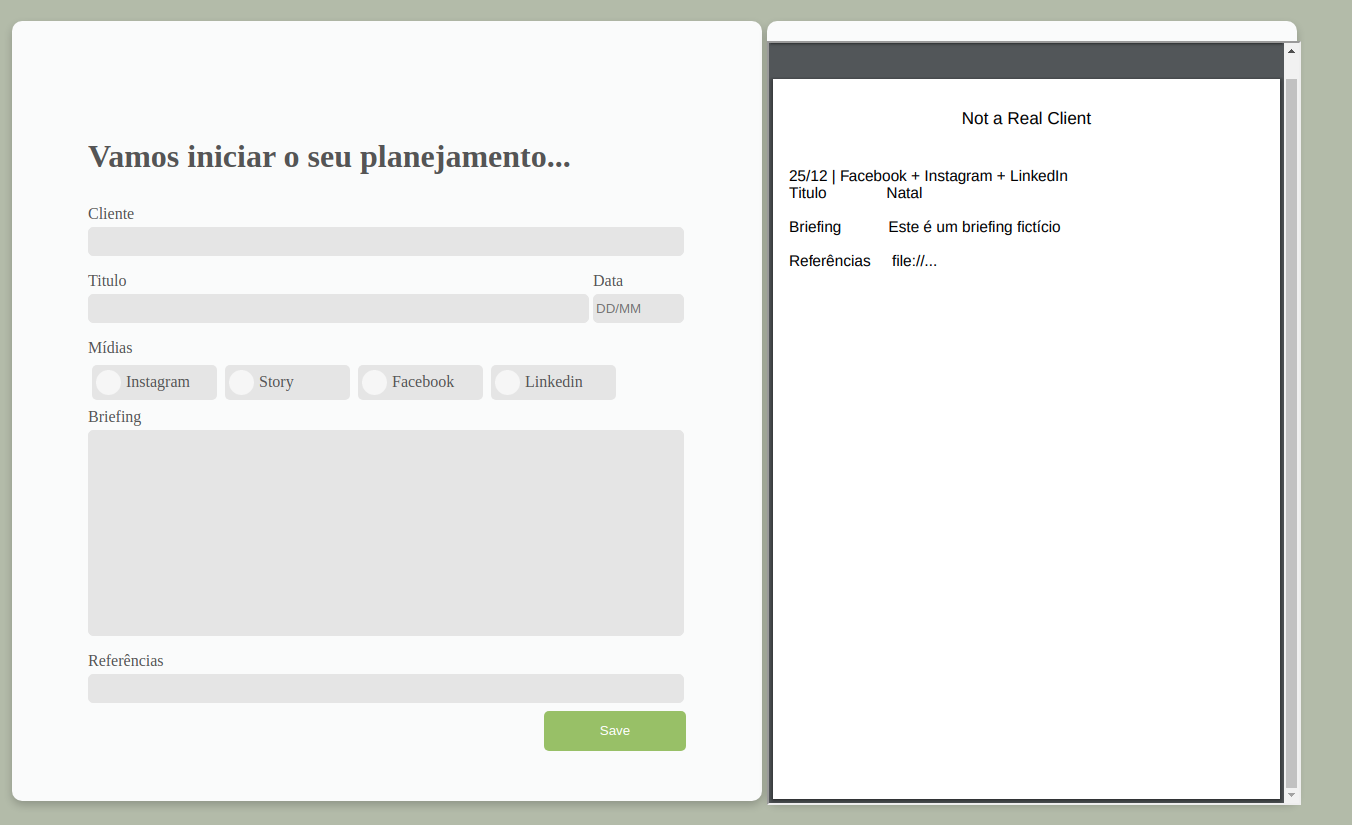 Vamos iniciar o seu planejamento...
Cliente
Titulo Data
DD/MM
Mídias
Instagram Story Facebook Linkedin
Briefing
Referências
Save
Not a Real Client
25/12 | Facebook + Instagram + LinkedIn
Titulo Natal
Briefing Este é um briefing fictício
Referências file://...